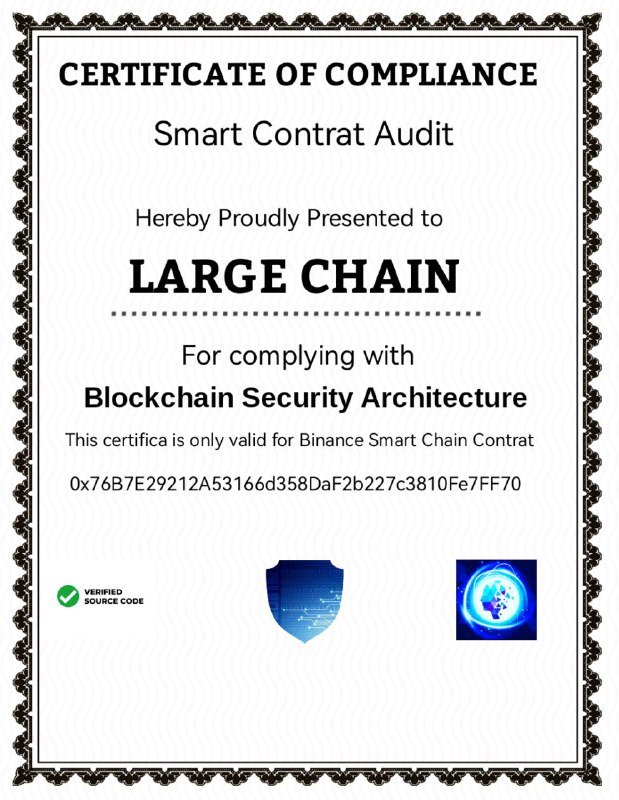 CERTIFICATE OF COMPLIANCE
Smart Contrat Audit
Hereby Proudly Presented to
LARGE CHAIN
For complying with
Blockchain Security Architecture
This certifica is only valid for Binance Smart Chain Contrat
0x76B7E29212A53166d358DaF2b227c3810Fe7FF70
VERIFIED
SOURCE CODE